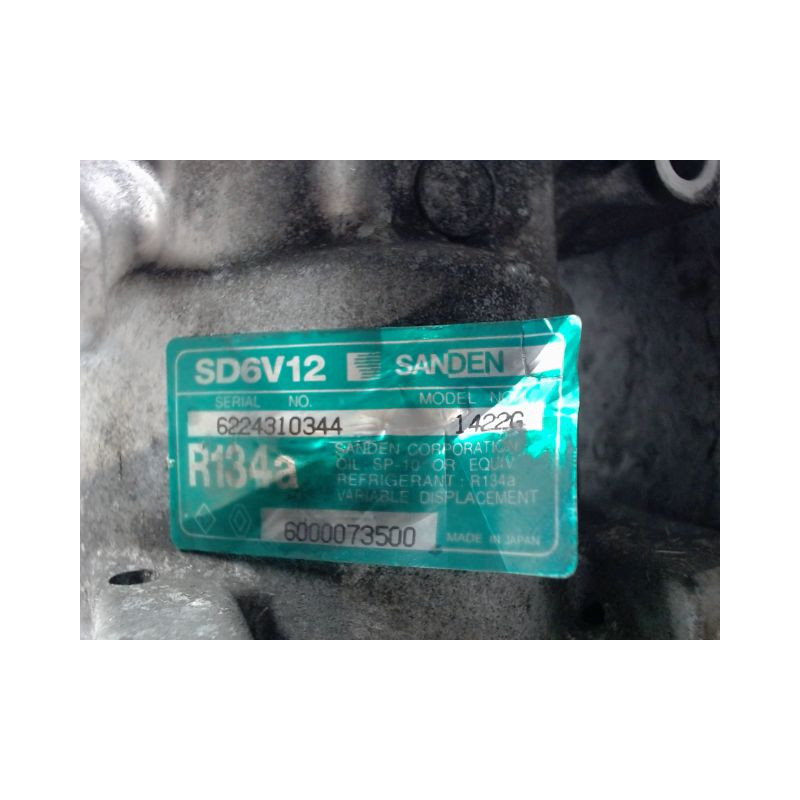 SD6V12 SANDEN
SERIAL NO. MODEL NO.
6224310344 1422G
R134a
SANDEN CORPORATION
OIL : SP-10 OR EQUIV.
REFRIGERANT : R134a
VARIABLE DISPLACEMENT
6000073500
MADE IN JAPAN